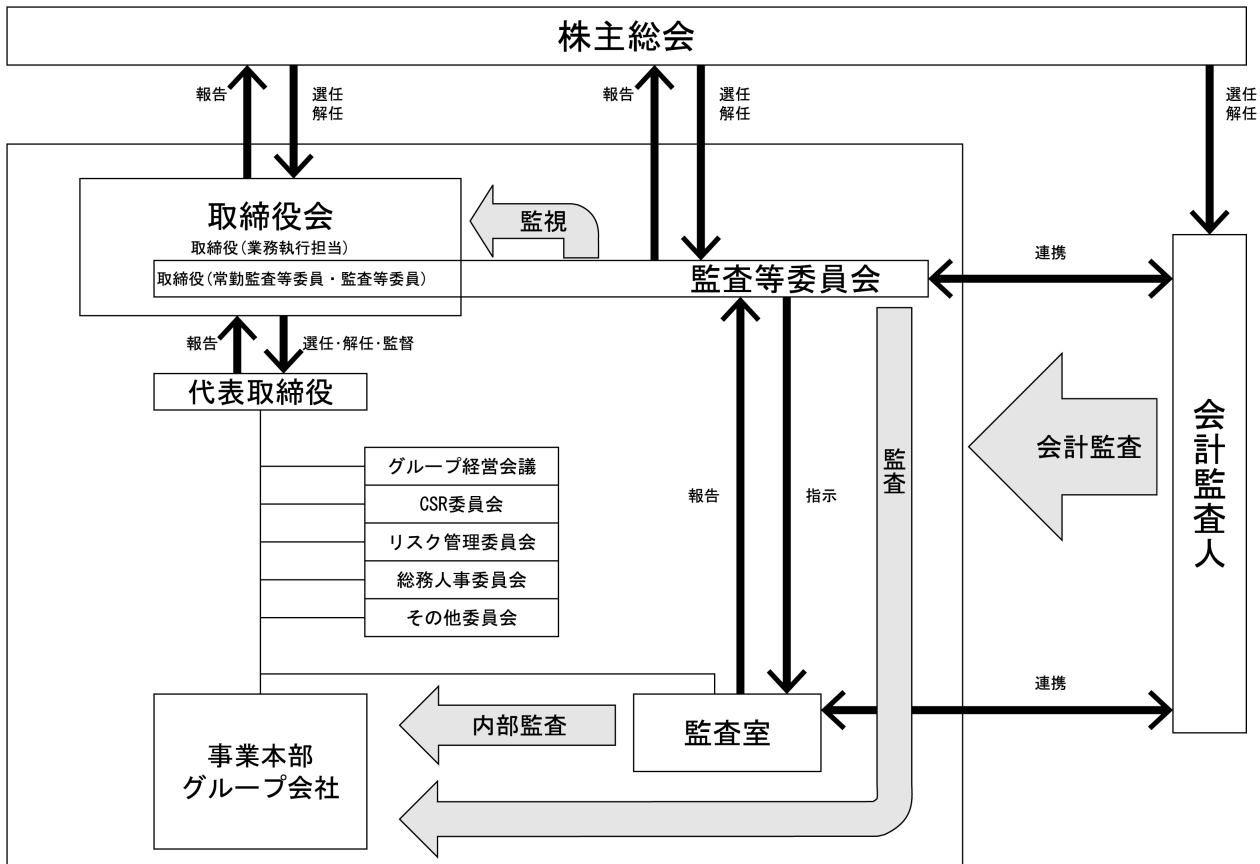 株主総会
報告
選任
解任
報告
選任
解任
選任
解任
取締役会
取締役(業務執行担当)
取締役(常勤監査等委員・監査等委員)
監視
監査等委員会
連携
報告
選任・解任・監督
代表取締役
グループ経営会議
CSR委員会
リスク管理委員会
総務人事委員会
その他委員会
報告
指示
監査
会計監査
会計監査人
連携
事業本部
グループ会社
内部監査
監査室